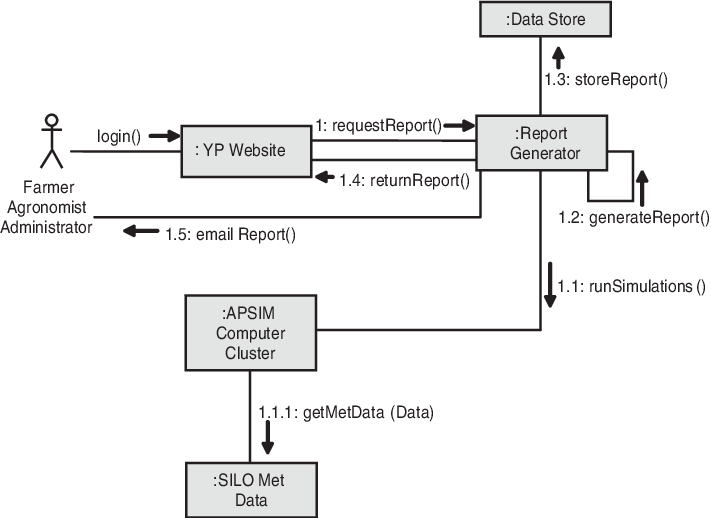 :Data Store
1.3: storeReport()
login()
1: requestReport()
:Report
Generator
: YP Website
1.4: returnReport()
Farmer
Agronomist
Administrator
1.2: generateReport()
1.5: email Report()
1.1: runSimulations ()
:APSIM
Computer
Cluster
1.1.1: getMetData (Data)
:SILO Met
Data